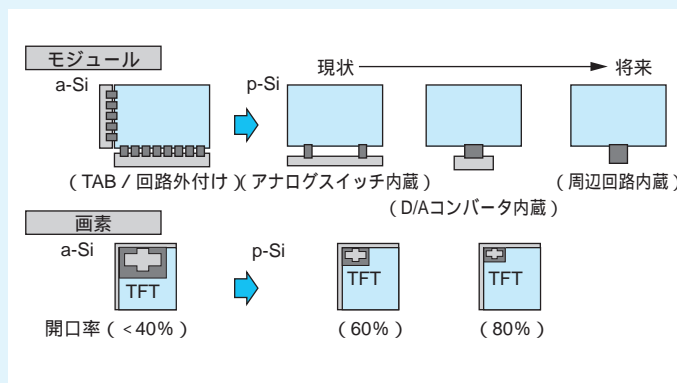 モジュール
a-Si
p-Si
現状
将来
(TAB / 回路外付け)
(アナログスイッチ内蔵)
(D/Aコンバータ内蔵)
(周辺回路内蔵)
画素
a-Si
TFT
p-Si
TFT
TFT
開口率(<40%)
(60%)
(80%)